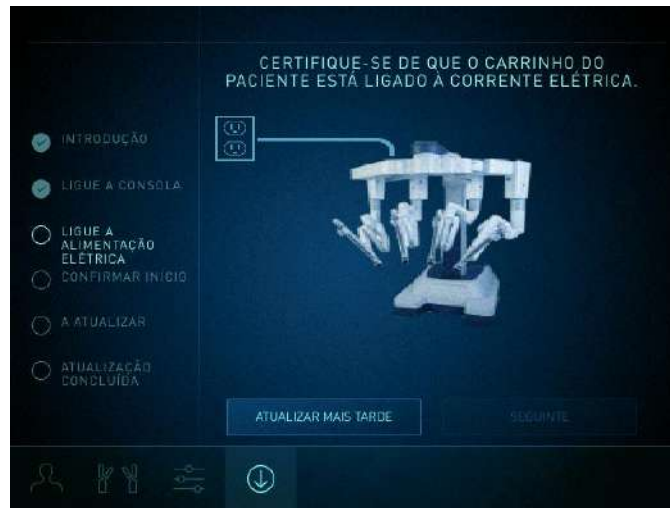 CERTIFIQUE-SE DE QUE O CARRINHO DO
PACIENTE ESTÁ LIGADO À CORRENTE ELÉTRICA.
INTRODUÇÃO
LIGUE A CONSOLA
LIGUE A
ALIMENTAÇÃO
ELÉTRICA
CONFIRMAR INÍCIO
A ATUALIZAR
ATUALIZAÇÃO
CONCLUÍDA
ATUALIZAR MAIS TARDE
SEGUINTE